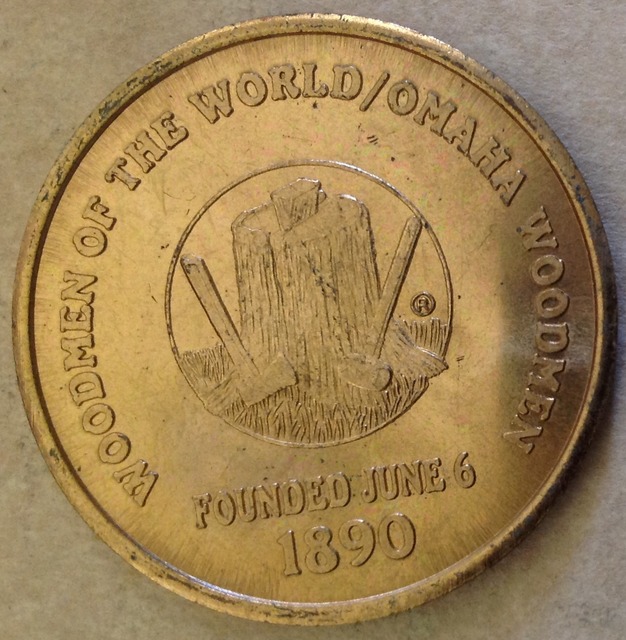 WOODMEN OF THE WORLD/OMAHA WOODMEN
®
FOUNDED JUNE 6
1890